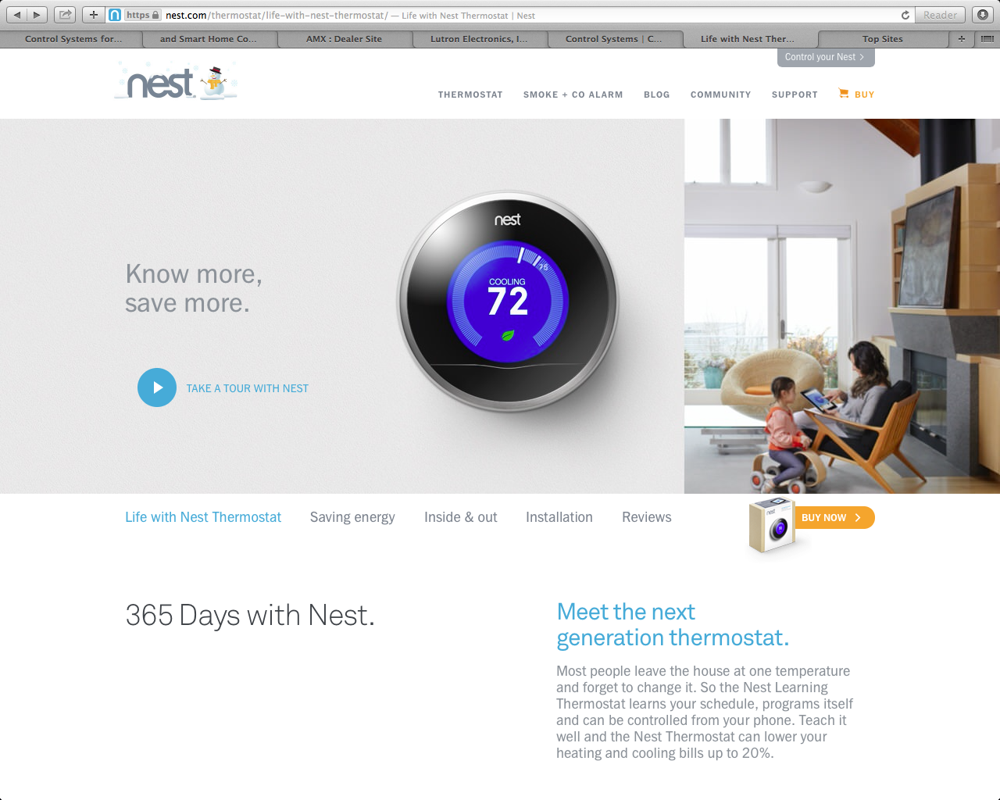 https nest.com/thermostat/life-with-nest-thermostat/ — Life with Nest Thermostat | Nest
Reader
Control Systems for...
and Smart Home Co...
AMX : Dealer Site
Lutron Electronics, I...
Control Systems | C...
Life with Nest Ther...
Top Sites
Control your Nest
nest
THERMOSTAT
SMOKE + CO ALARM
BLOG
COMMUNITY
SUPPORT
BUY
Know more,
save more.
TAKE A TOUR WITH NEST
nest
75
COOLING
72
Life with Nest Thermostat
Saving energy
Inside & out
Installation
Reviews
nest
BUY NOW
365 Days with Nest.
Meet the next
generation thermostat.
Most people leave the house at one temperature
and forget to change it. So the Nest Learning
Thermostat learns your schedule, programs itself
and can be controlled from your phone. Teach it
well and the Nest Thermostat can lower your
heating and cooling bills up to 20%.